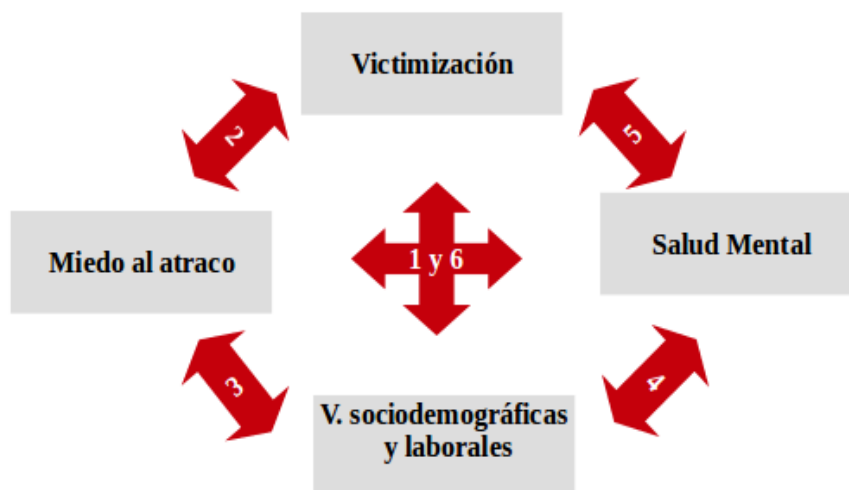 Victimización
2
5
Miedo al atraco
1 y 6
Salud Mental
3
4
V. sociodemográficas
y laborales